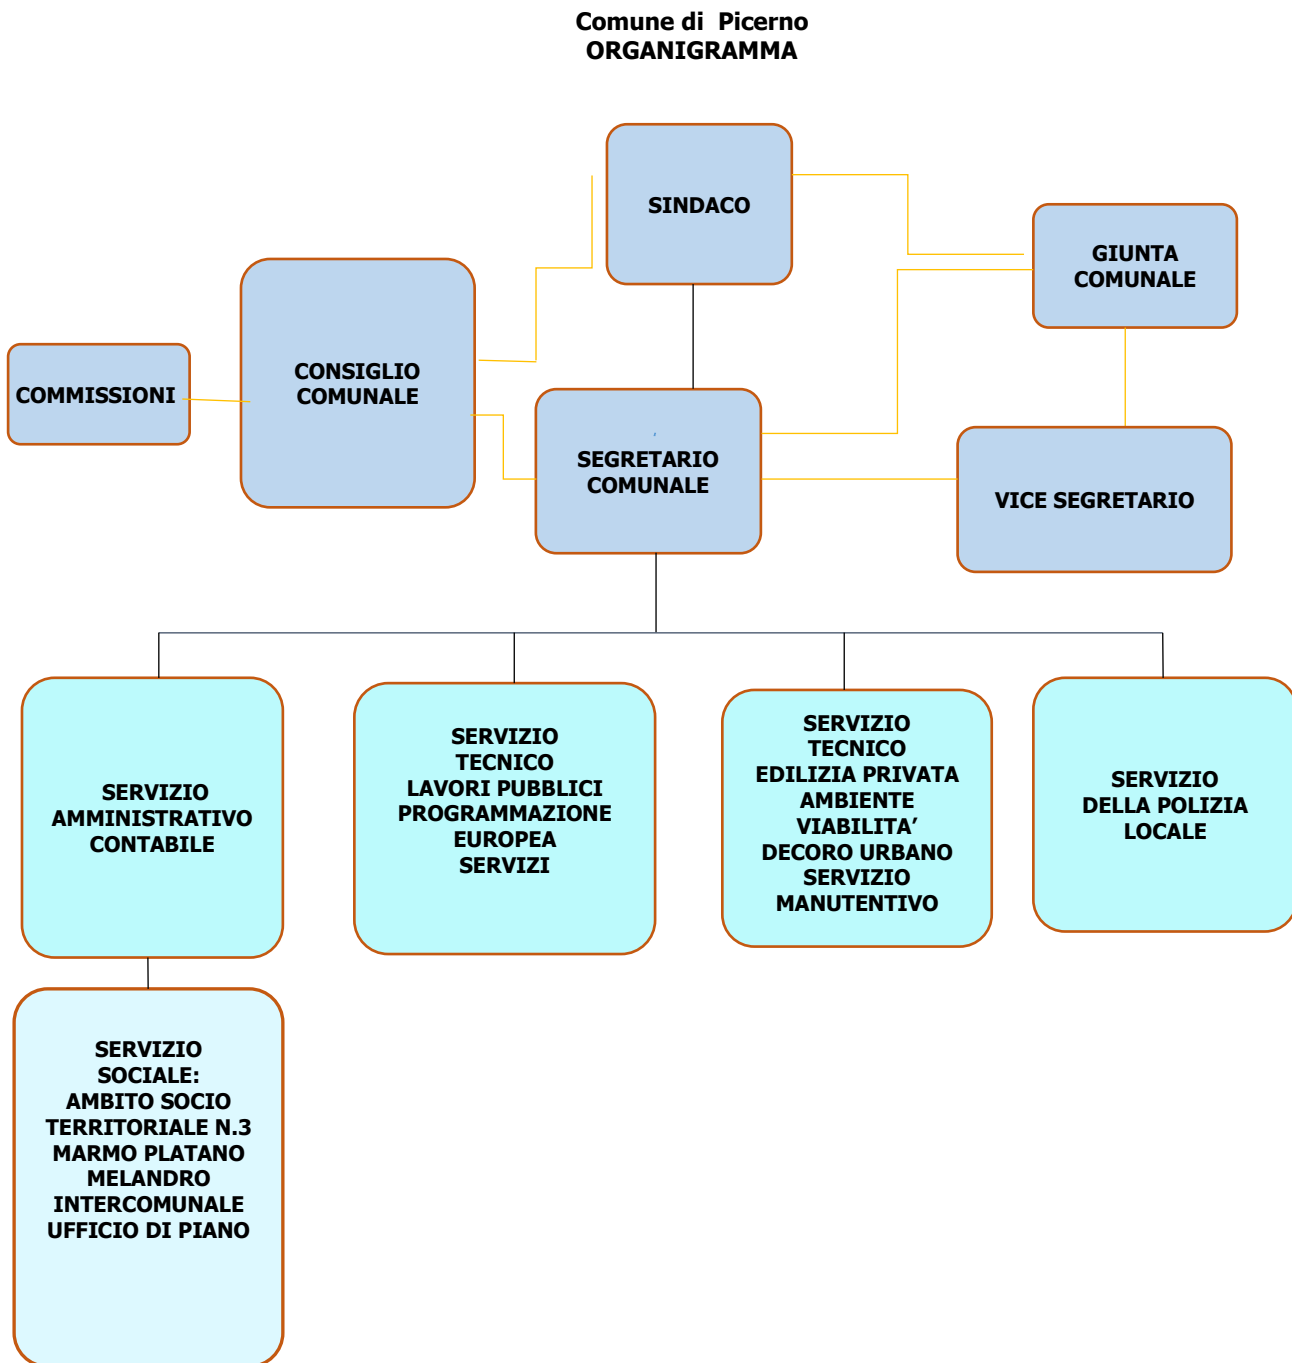 Comune di Picerno
ORGANIGRAMMA
SINDACO
GIUNTA
COMUNALE
COMMISSIONI
CONSIGLIO
COMUNALE
SEGRETARIO
COMUNALE
VICE SEGRETARIO
SERVIZIO
AMMINISTRATIVO
CONTABILE
SERVIZIO
TECNICO
LAVORI PUBBLICI
PROGRAMMAZIONE
EUROPEA
SERVIZI
SERVIZIO
TECNICO
EDILIZIA PRIVATA
AMBIENTE
VIABILITA’
DECORO URBANO
SERVIZIO
MANUTENTIVO
SERVIZIO
DELLA POLIZIA
LOCALE
SERVIZIO
SOCIALE:
AMBITO SOCIO
TERRITORIALE N.3
MARMO PLATANO
MELANDRO
INTERCOMUNALE
UFFICIO DI PIANO